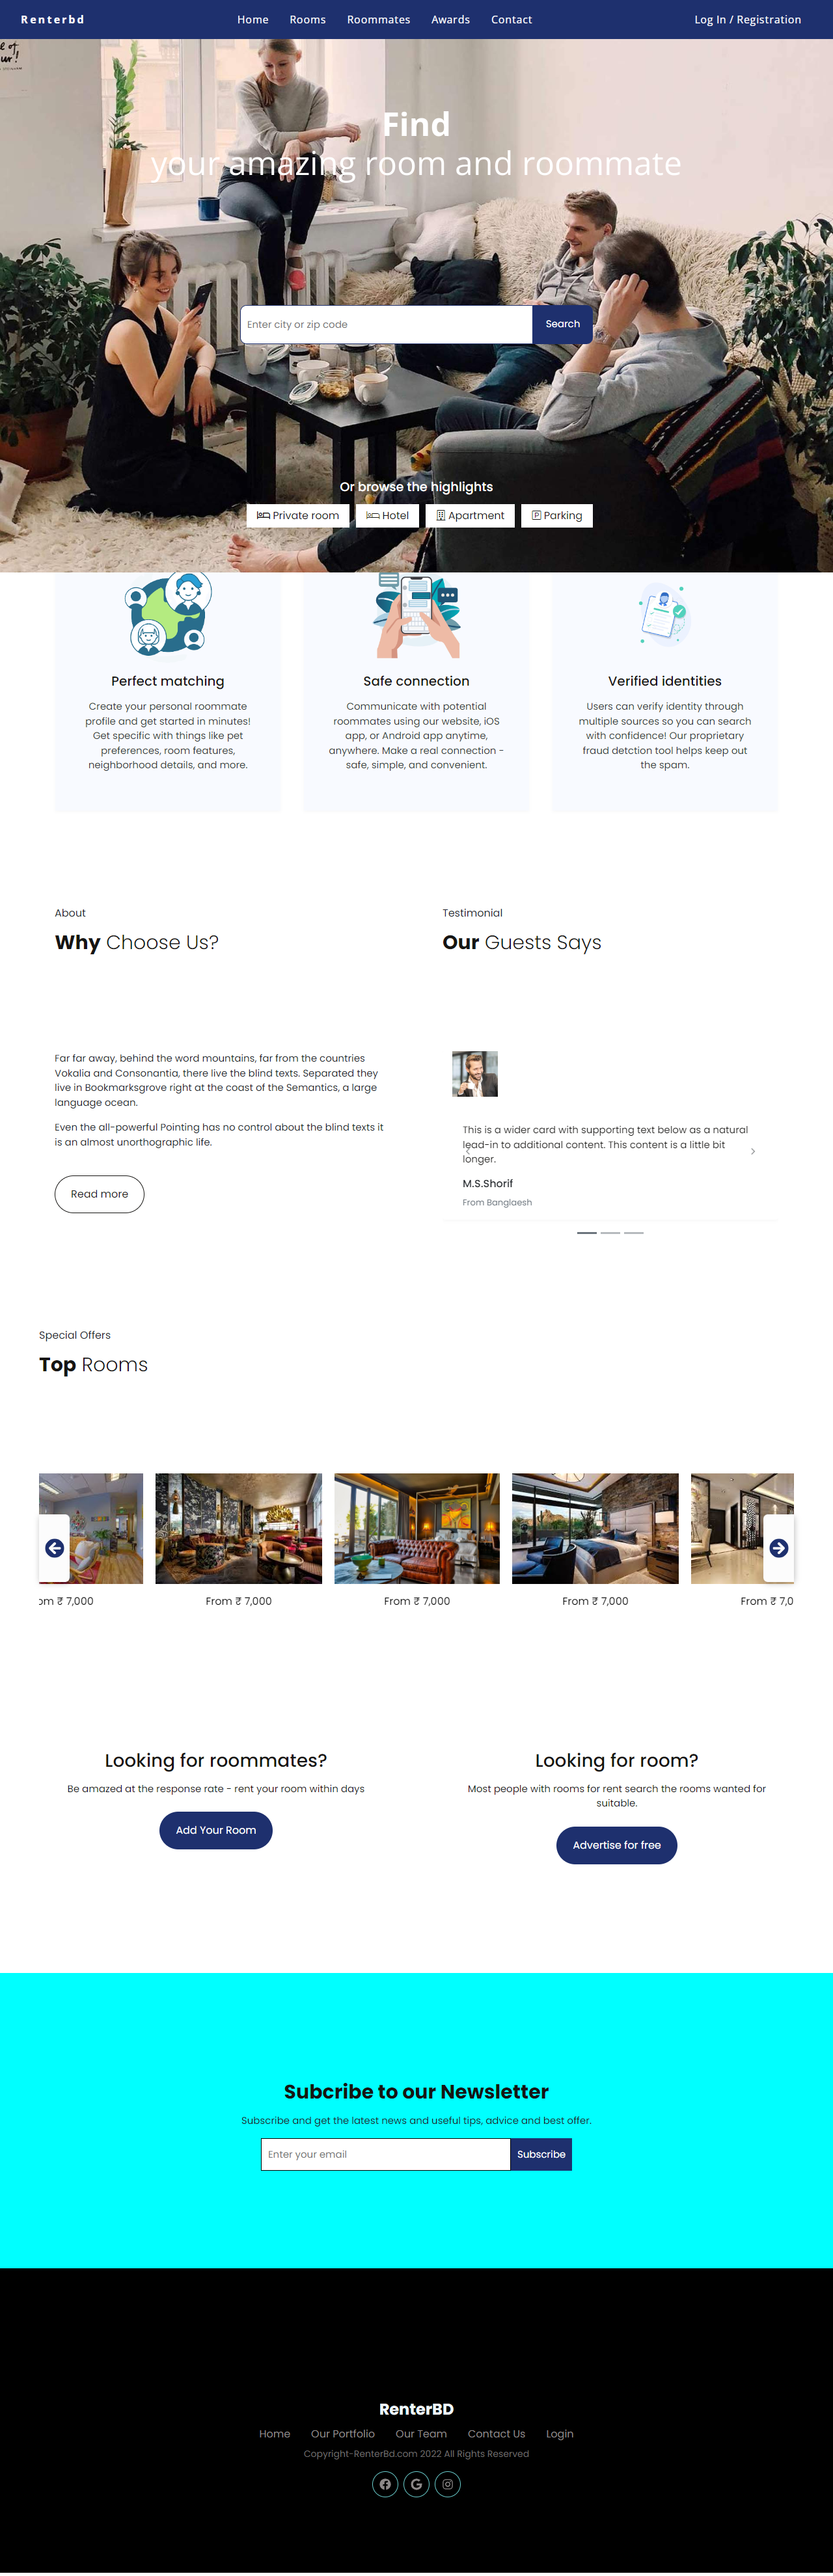 Renterbd
Home Rooms Roommates Awards Contact
Log In / Registration
Find
your amazing room and roommate
Enter city or zip code
Search
Or browse the highlights
Private room Hotel Apartment Parking
Perfect matching
Create your personal roommate
profile and get started in minutes!
Get specific with things like pet
preferences, room features,
neighborhood details, and more.
Safe connection
Communicate with potential
roommates using our website, iOS
app, or Android app anytime,
anywhere. Make a real connection -
safe, simple, and convenient.
Verified identities
Users can verify identity through
multiple sources so you can search
with confidence! Our proprietary
fraud detction tool helps keep out
the spam.
About
Why Choose Us?
Far far away, behind the word mountains, far from the countries
Vokalia and Consonantia, there live the blind texts. Separated they
live in Bookmarksgrove right at the coast of the Semantics, a large
language ocean.
Even the all-powerful Pointing has no control about the blind texts it
is an almost unorthographic life.
Read more
Testimonial
Our Guests Says
This is a wider card with supporting text below as a natural
lead-in to additional content. This content is a little bit
longer.
M.S.Shorif
From Banglaesh
Special Offers
Top Rooms
om ₹ 7,000
From ₹ 7,000
From ₹ 7,000
From ₹ 7,000
From ₹ 7,0
Looking for roommates?
Be amazed at the response rate - rent your room within days
Add Your Room
Looking for room?
Most people with rooms for rent search the rooms wanted for
suitable.
Advertise for free
Subcribe to our Newsletter
Subscribe and get the latest news and useful tips, advice and best offer.
Enter your email
Subscribe
RenterBD
Home Our Portfolio Our Team Contact Us Login
Copyright-RenterBd.com 2022 All Rights Reserved